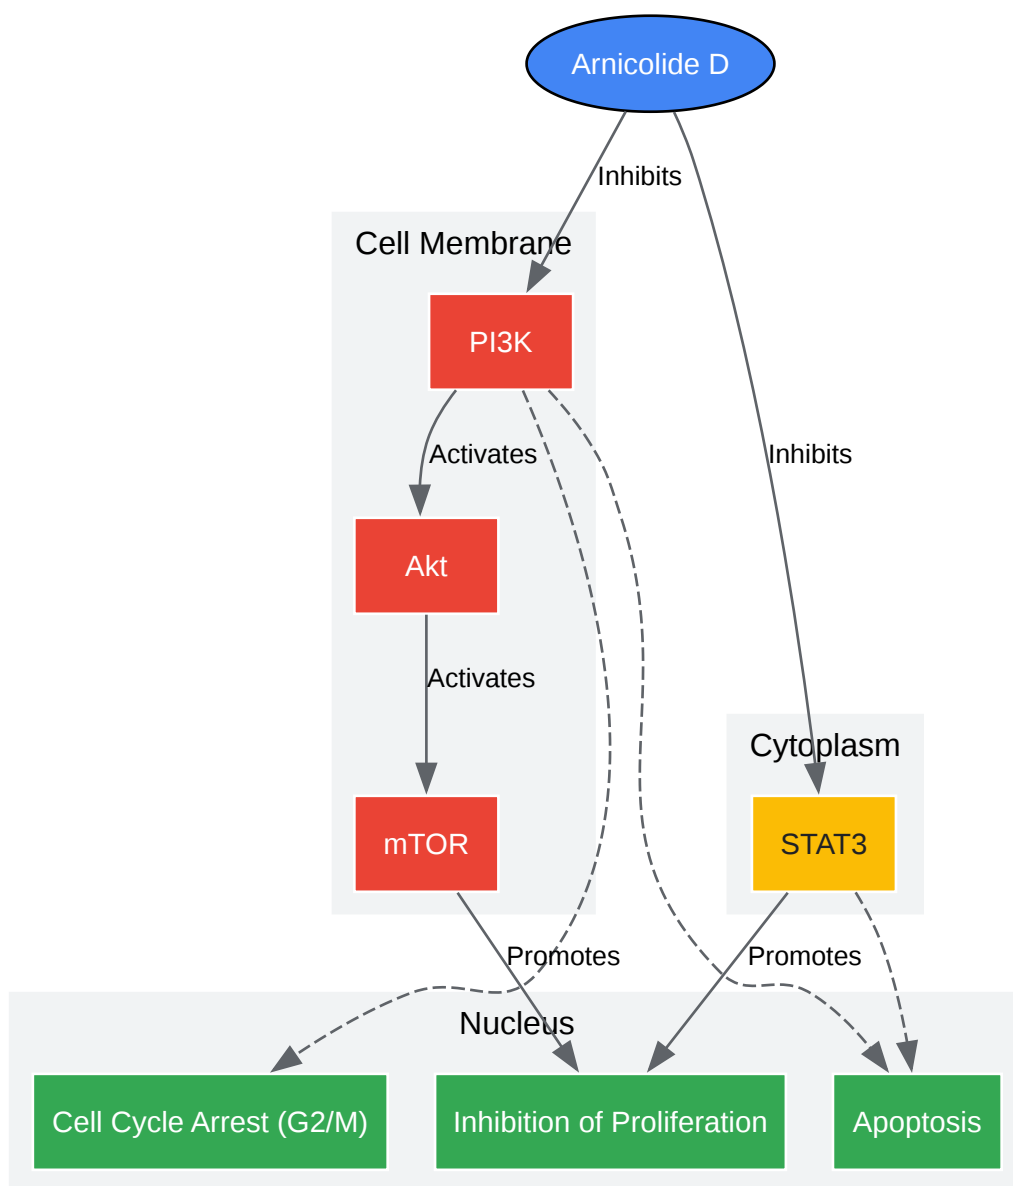 Arnicolide D
Inhibits
Cell Membrane
PI3K
Activates
Inhibits
Akt
Activates
Cytoplasm
mTOR
STAT3
Promotes
Promotes
Nucleus
Cell Cycle Arrest (G2/M)
Inhibition of Proliferation
Apoptosis